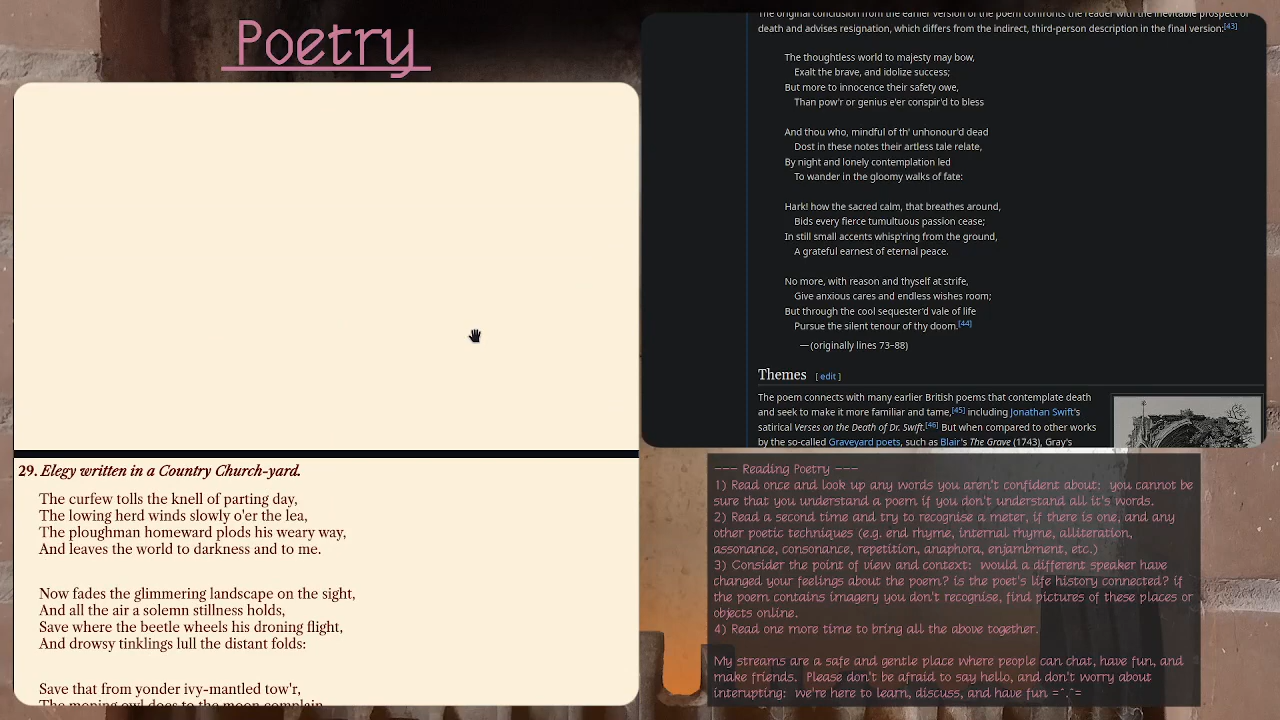 Poetry
29. Elegy written in a Country Church-yard.
The curfew tolls the knell of parting day,
The lowing herd winds slowly o'er the lea,
The ploughman homeward plods his weary way,
And leaves the world to darkness and to me.
Now fades the glimmering landscape on the sight,
And all the air a solemn stillness holds,
Save where the beetle wheels his droning flight,
And drowsy tinklings lull the distant folds:
Save that from yonder ivy-mantled tow'r,
The moping owl does to the moon complain
The original conclusion from the earlier version of the poem confronts the reader with the inevitable prospect of
death and advises resignation, which differs from the indirect, third-person description in the final version:[43]
The thoughtless world to majesty may bow,
Exalt the brave, and idolize success;
But more to innocence their safety owe,
Than pow'r or genius e'er conspir'd to bless
And thou who, mindful of th' unhonour'd dead
Dost in these notes their artless tale relate,
By night and lonely contemplation led
To wander in the gloomy walks of fate:
Hark! how the sacred calm, that breathes around,
Bids every fierce tumultuous passion cease;
In still small accents whisp'ring from the ground,
A grateful earnest of eternal peace.
No more, with reason and thyself at strife,
Give anxious cares and endless wishes room;
But through the cool sequester'd vale of life
Pursue the silent tenour of thy doom.[44]
— (originally lines 73–88)
Themes [ edit ]
The poem connects with many earlier British poems that contemplate death
and seek to make it more familiar and tame,[45] including Jonathan Swift's
satirical Verses on the Death of Dr. Swift.[46] But when compared to other works
by the so-called Graveyard poets, such as Blair's The Grave (1743), Gray's
--- Reading Poetry ---
1) Read once and look up any words you aren't confident about: you cannot be
sure that you understand a poem if you don't understand all it's words.
2) Read a second time and try to recognise a meter, if there is one, and any
other poetic techniques (e.g. end rhyme, internal rhyme, alliteration,
assonance, consonance, repetition, anaphora, enjambment, etc.)
3) Consider the point of view and context: would a different speaker have
changed your feelings about the poem? is the poet's life history connected? if
the poem contains imagery you don't recognise, find pictures of these places or
objects online.
4) Read one more time to bring all the above together.
My streams are a safe and gentle place where people can chat, have fun, and
make friends. Please don't be afraid to say hello, and don't worry about
interupting: we're here to learn, discuss, and have fun =^.^=